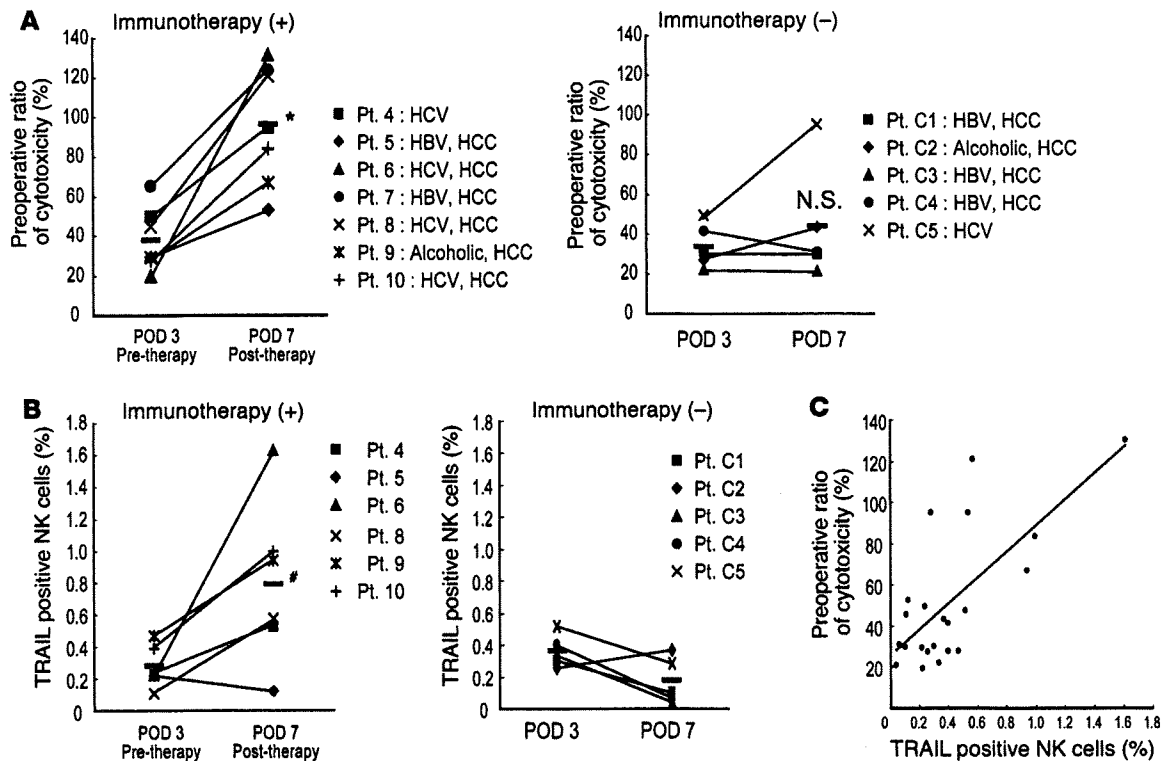 A
Immunotherapy (+)
Preoperative ratio
of cytotoxicity (%)
140
120
100
80
60
40
20
0
*
POD 3
Pre-therapy
POD 7
Post-therapy
Pt. 4 : HCV
Pt. 5 : HBV, HCC
Pt. 6 : HCV, HCC
Pt. 7 : HBV, HCC
Pt. 8 : HCV, HCC
Pt. 9 : Alcoholic, HCC
Pt. 10 : HCV, HCC
Immunotherapy (–)
Preoperative ratio
of cytotoxicity (%)
140
120
100
80
60
40
20
0
N.S.
POD 3
POD 7
Pt. C1 : HBV, HCC
Pt. C2 : Alcoholic, HCC
Pt. C3 : HBV, HCC
Pt. C4 : HBV, HCC
Pt. C5 : HCV
B
Immunotherapy (+)
TRAIL positive NK cells (%)
1.8
1.6
1.4
1.2
1.0
0.8
0.6
0.4
0.2
0
#
POD 3
Pre-therapy
POD 7
Post-therapy
Pt. 4
Pt. 5
Pt. 6
Pt. 8
Pt. 9
Pt. 10
Immunotherapy (–)
TRAIL positive NK cells (%)
1.8
1.6
1.4
1.2
1.0
0.8
0.6
0.4
0.2
0
POD 3
POD 7
Pt. C1
Pt. C2
Pt. C3
Pt. C4
Pt. C5
C
Preoperative ratio
of cytotoxicity (%)
140
120
100
80
60
40
20
0 0.2 0.4 0.6 0.8 1.0 1.2 1.4 1.6 1.8
TRAIL positive NK cells (%)